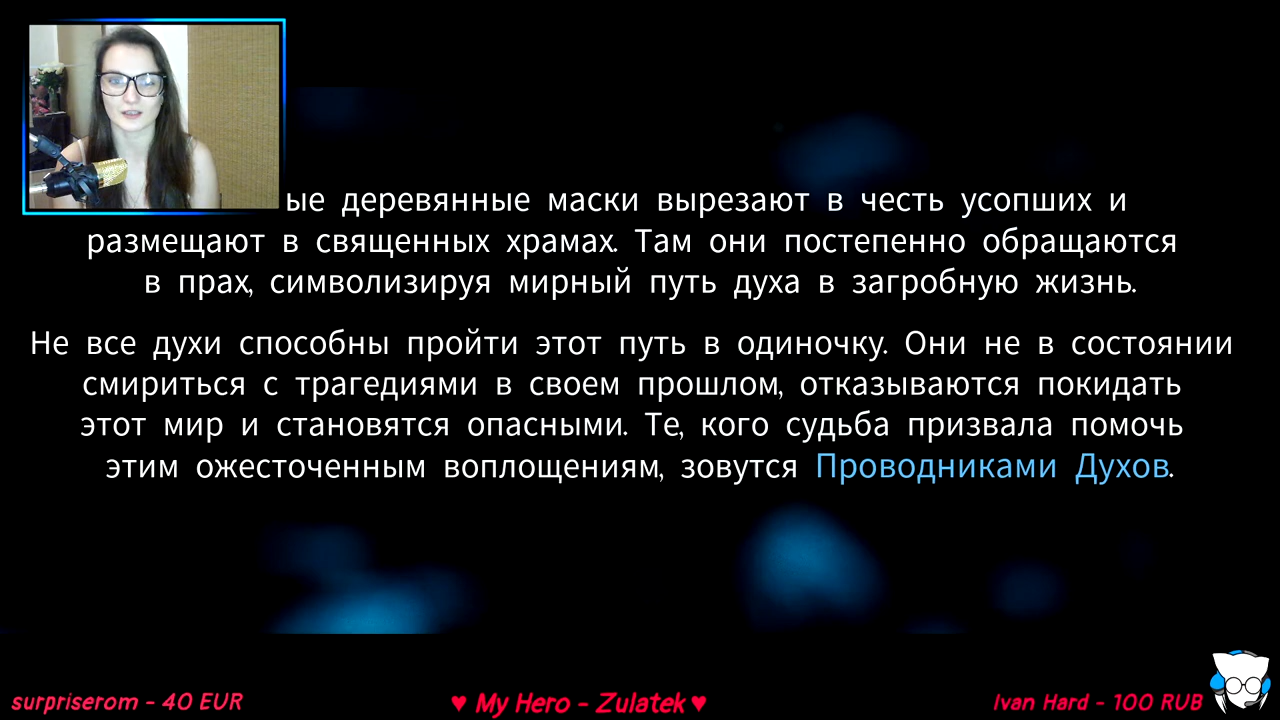 ые деревянные маски вырезают в честь усопших и
размещают в священных храмах. Там они постепенно обращаются
в прах, символизируя мирный путь духа в загробную жизнь.
Не все духи способны пройти этот путь в одиночку. Они не в состоянии
смириться с трагедиями в своем прошлом, отказываются покидать
этот мир и становятся опасными. Те, кого судьба призвала помочь
этим ожесточенным воплощениям, зовутся Проводниками Духов.
surpriserom - 40 EUR
♥ My Hero - Zulatek ♥
Ivan Hard - 100 RUB